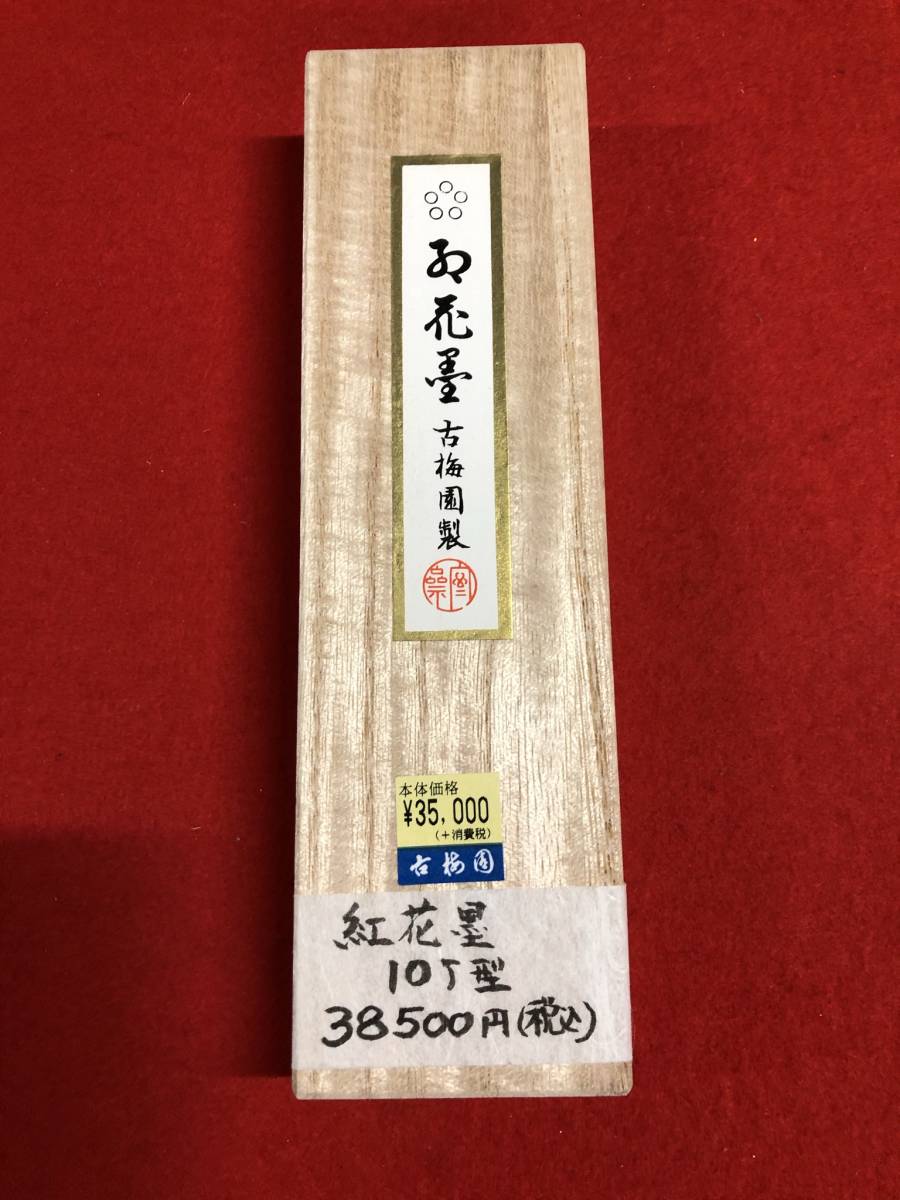 紅花墨
古梅園製
本体価格
¥35,000
(+消費税)
古梅園
紅花墨
10丁型
38500円(税込)